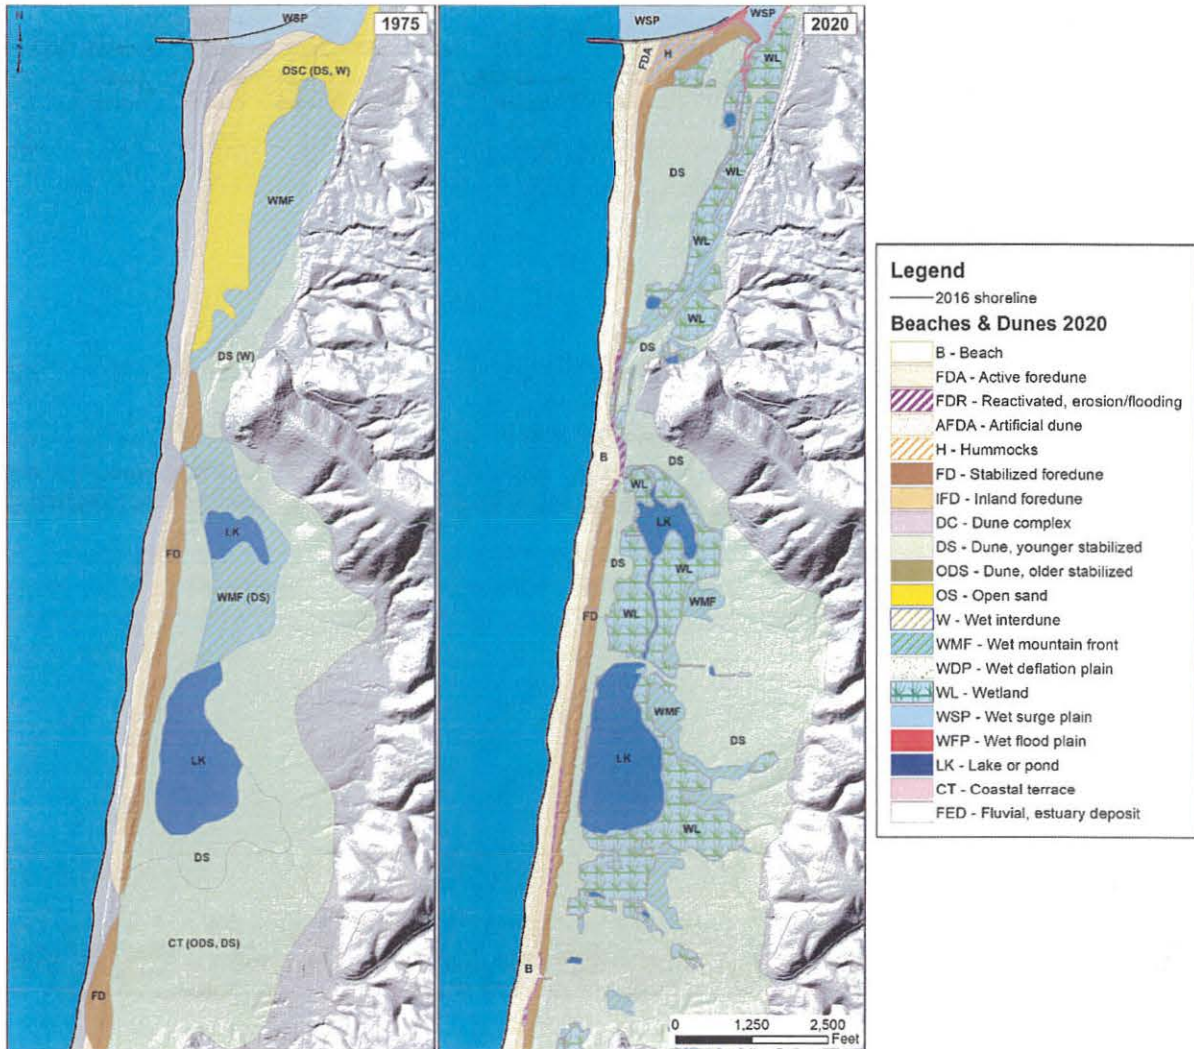 N
WSP
1975
OSC (DS, W)
WMF
DS (W)
LK
FD
WMF (DS)
LK
DS
CT (ODS, DS)
FD
WSP
WSP
2020
FDA
H
WL
DS
WL
WL
WL
DS
B
DS
WL
LK
DS
WL
WMF
WL
FD
WMF
DS
LK
WL
B
0 1,250 2,500
Feet
Legend
2016 shoreline
Beaches & Dunes 2020
B - Beach
FDA - Active foredune
FDR - Reactivated, erosion/flooding
AFDA - Artificial dune
H - Hummocks
FD - Stabilized foredune
IFD - Inland foredune
DC - Dune complex
DS - Dune, younger stabilized
ODS - Dune, older stabilized
OS - Open sand
W - Wet interdune
WMF - Wet mountain front
WDP - Wet deflation plain
WL - Wetland
WSP - Wet surge plain
WFP - Wet flood plain
LK - Lake or pond
CT - Coastal terrace
FED - Fluvial, estuary deposit